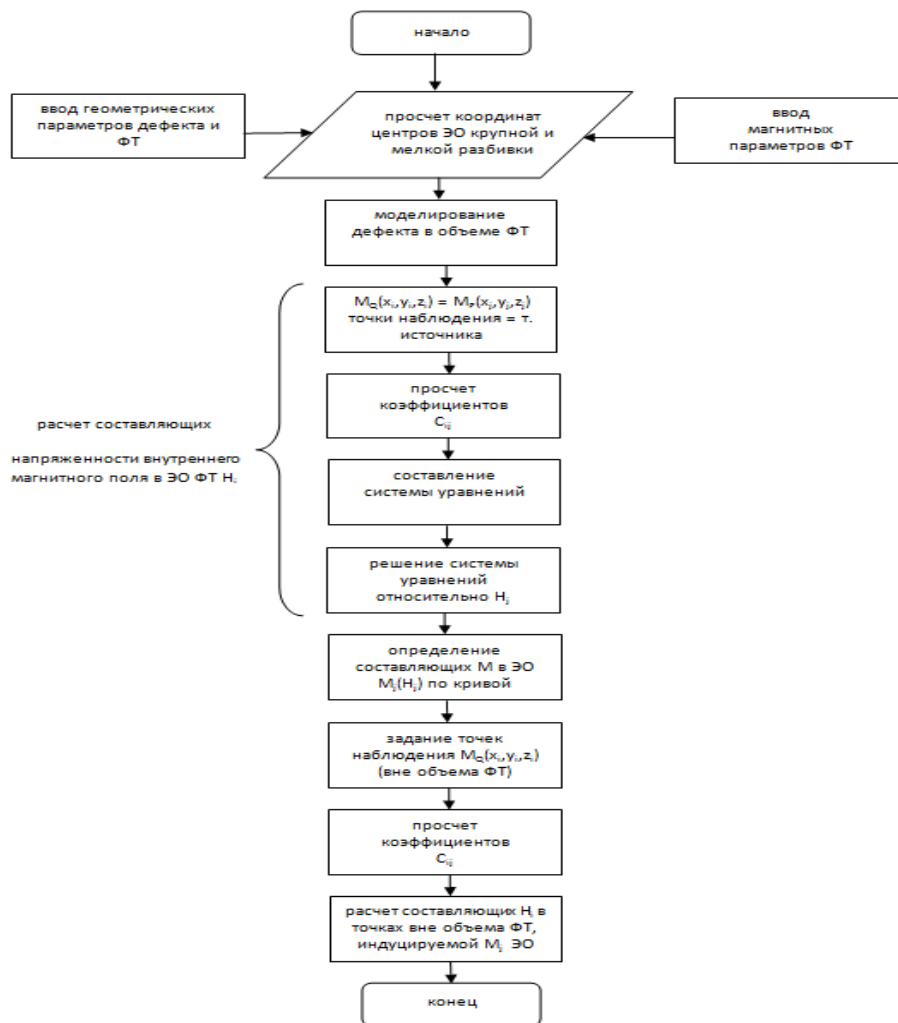 начало
ввод геометрических
параметров дефекта и
ФТ
просчет координат
центров ЭО крупной и
мелкой разбивки
ввод
магнитных
параметров ФТ
моделирование
дефекта в объеме ФТ
M_Q(x_i,y_i,z_i) = M_P(x_j,y_j,z_j)
точки наблюдения = т.
источника
просчет
коэффициентов
C_ij
расчет составляющих
напряженности внутреннего
магнитного поля в ЭО ФТ H_i
составление
системы уравнений
решение системы
уравнений
относительно H_j
определение
составляющих М в ЭО
M_j(H_j) по кривой
задание точек
наблюдения M_Q(x_i,y_i,z_i)
(вне объема ФТ)
просчет
коэффициентов
C_ij
расчет составляющих H_i в
точках вне объема ФТ,
индуцируемой M_j ЭО
конец